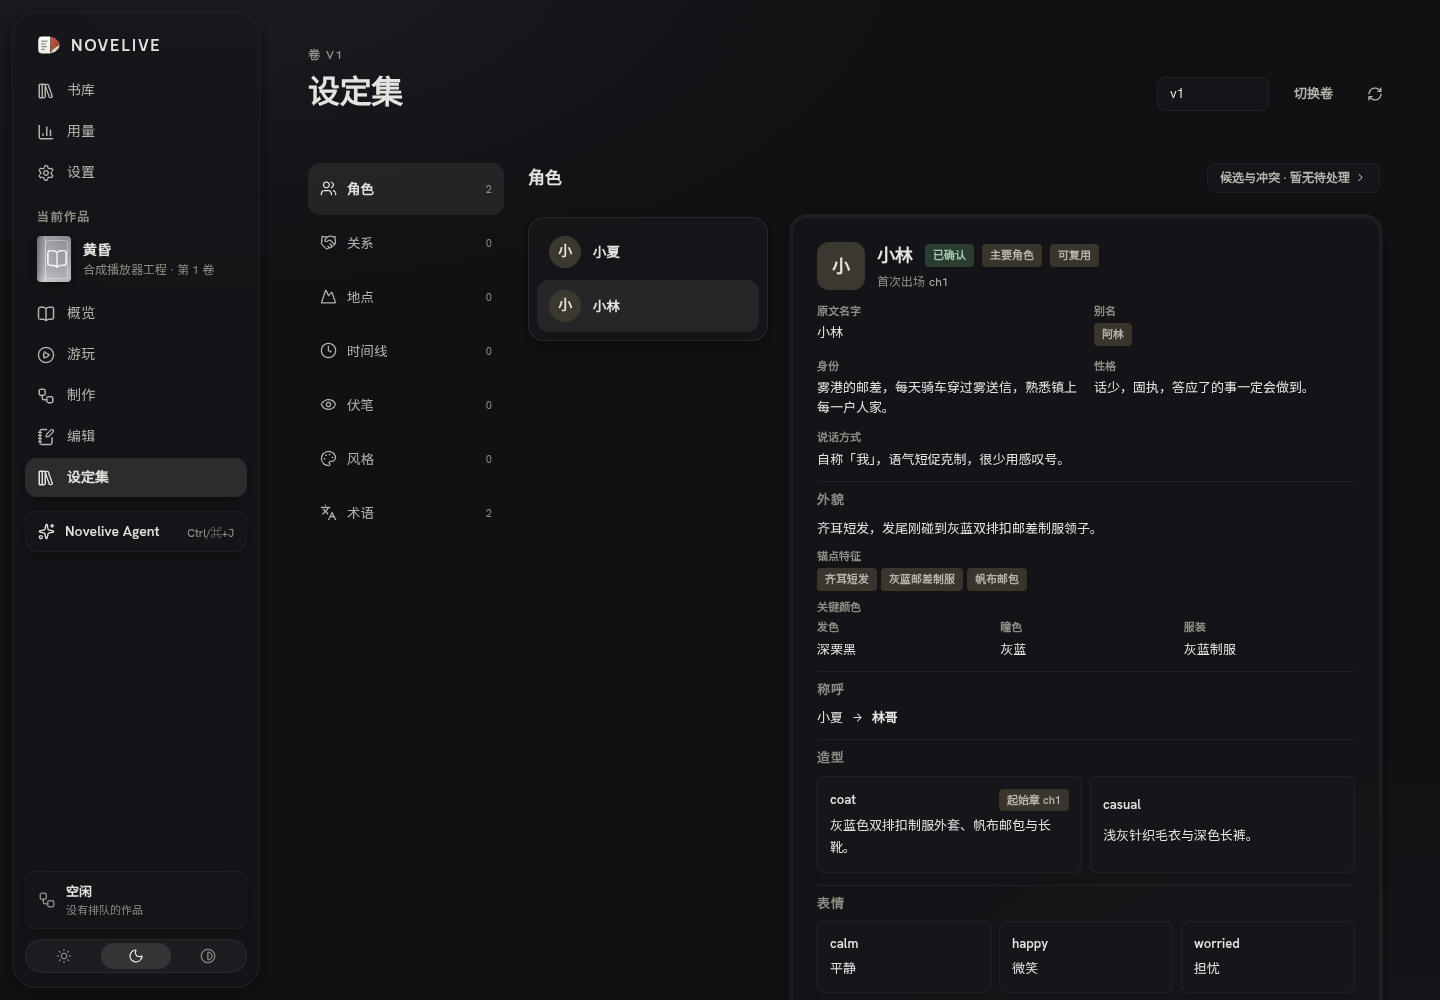 NOVELIVE
书库
用量
设置
当前作品
黄昏
合成播放器工程 · 第 1 卷
概览
游玩
制作
编辑
设定集
Novelive Agent Ctrl/⌘+J
空闲
没有排队的作品
卷 V1
设定集
v1 切换卷
角色 2
关系 0
地点 0
时间线 0
伏笔 0
风格 0
术语 2
角色
候选与冲突 · 暂无待处理
小 小夏
小 小林
小
小林 已确认 主要角色 可复用
首次出场 ch1
原文名字 别名
小林 阿林
身份 性格
雾港的邮差，每天骑车穿过雾送信，熟悉镇上 话少，固执，答应了的事一定会做到。
每一户人家。
说话方式
自称「我」，语气短促克制，很少用感叹号。
外貌
齐耳短发，发尾刚碰到灰蓝双排扣邮差制服领子。
锚点特征
齐耳短发 灰蓝邮差制服 帆布邮包
关键颜色
发色 瞳色 服装
深栗黑 灰蓝 灰蓝制服
称呼
小夏 → 林哥
造型
coat 起始章 ch1 casual
灰蓝色双排扣制服外套、帆布邮包与长 浅灰针织毛衣与深色长裤。
靴。
表情
calm happy worried
平静 微笑 担忧